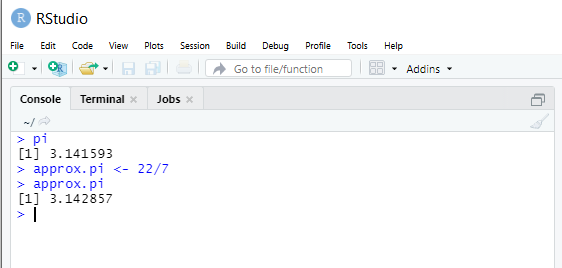 R RStudio
File Edit Code View Plots Session Build Debug Profile Tools Help
R Go to file/function Addins
Console Terminal × Jobs ×
~/
> pi
[1] 3.141593
> approx.pi <- 22/7
> approx.pi
[1] 3.142857
>